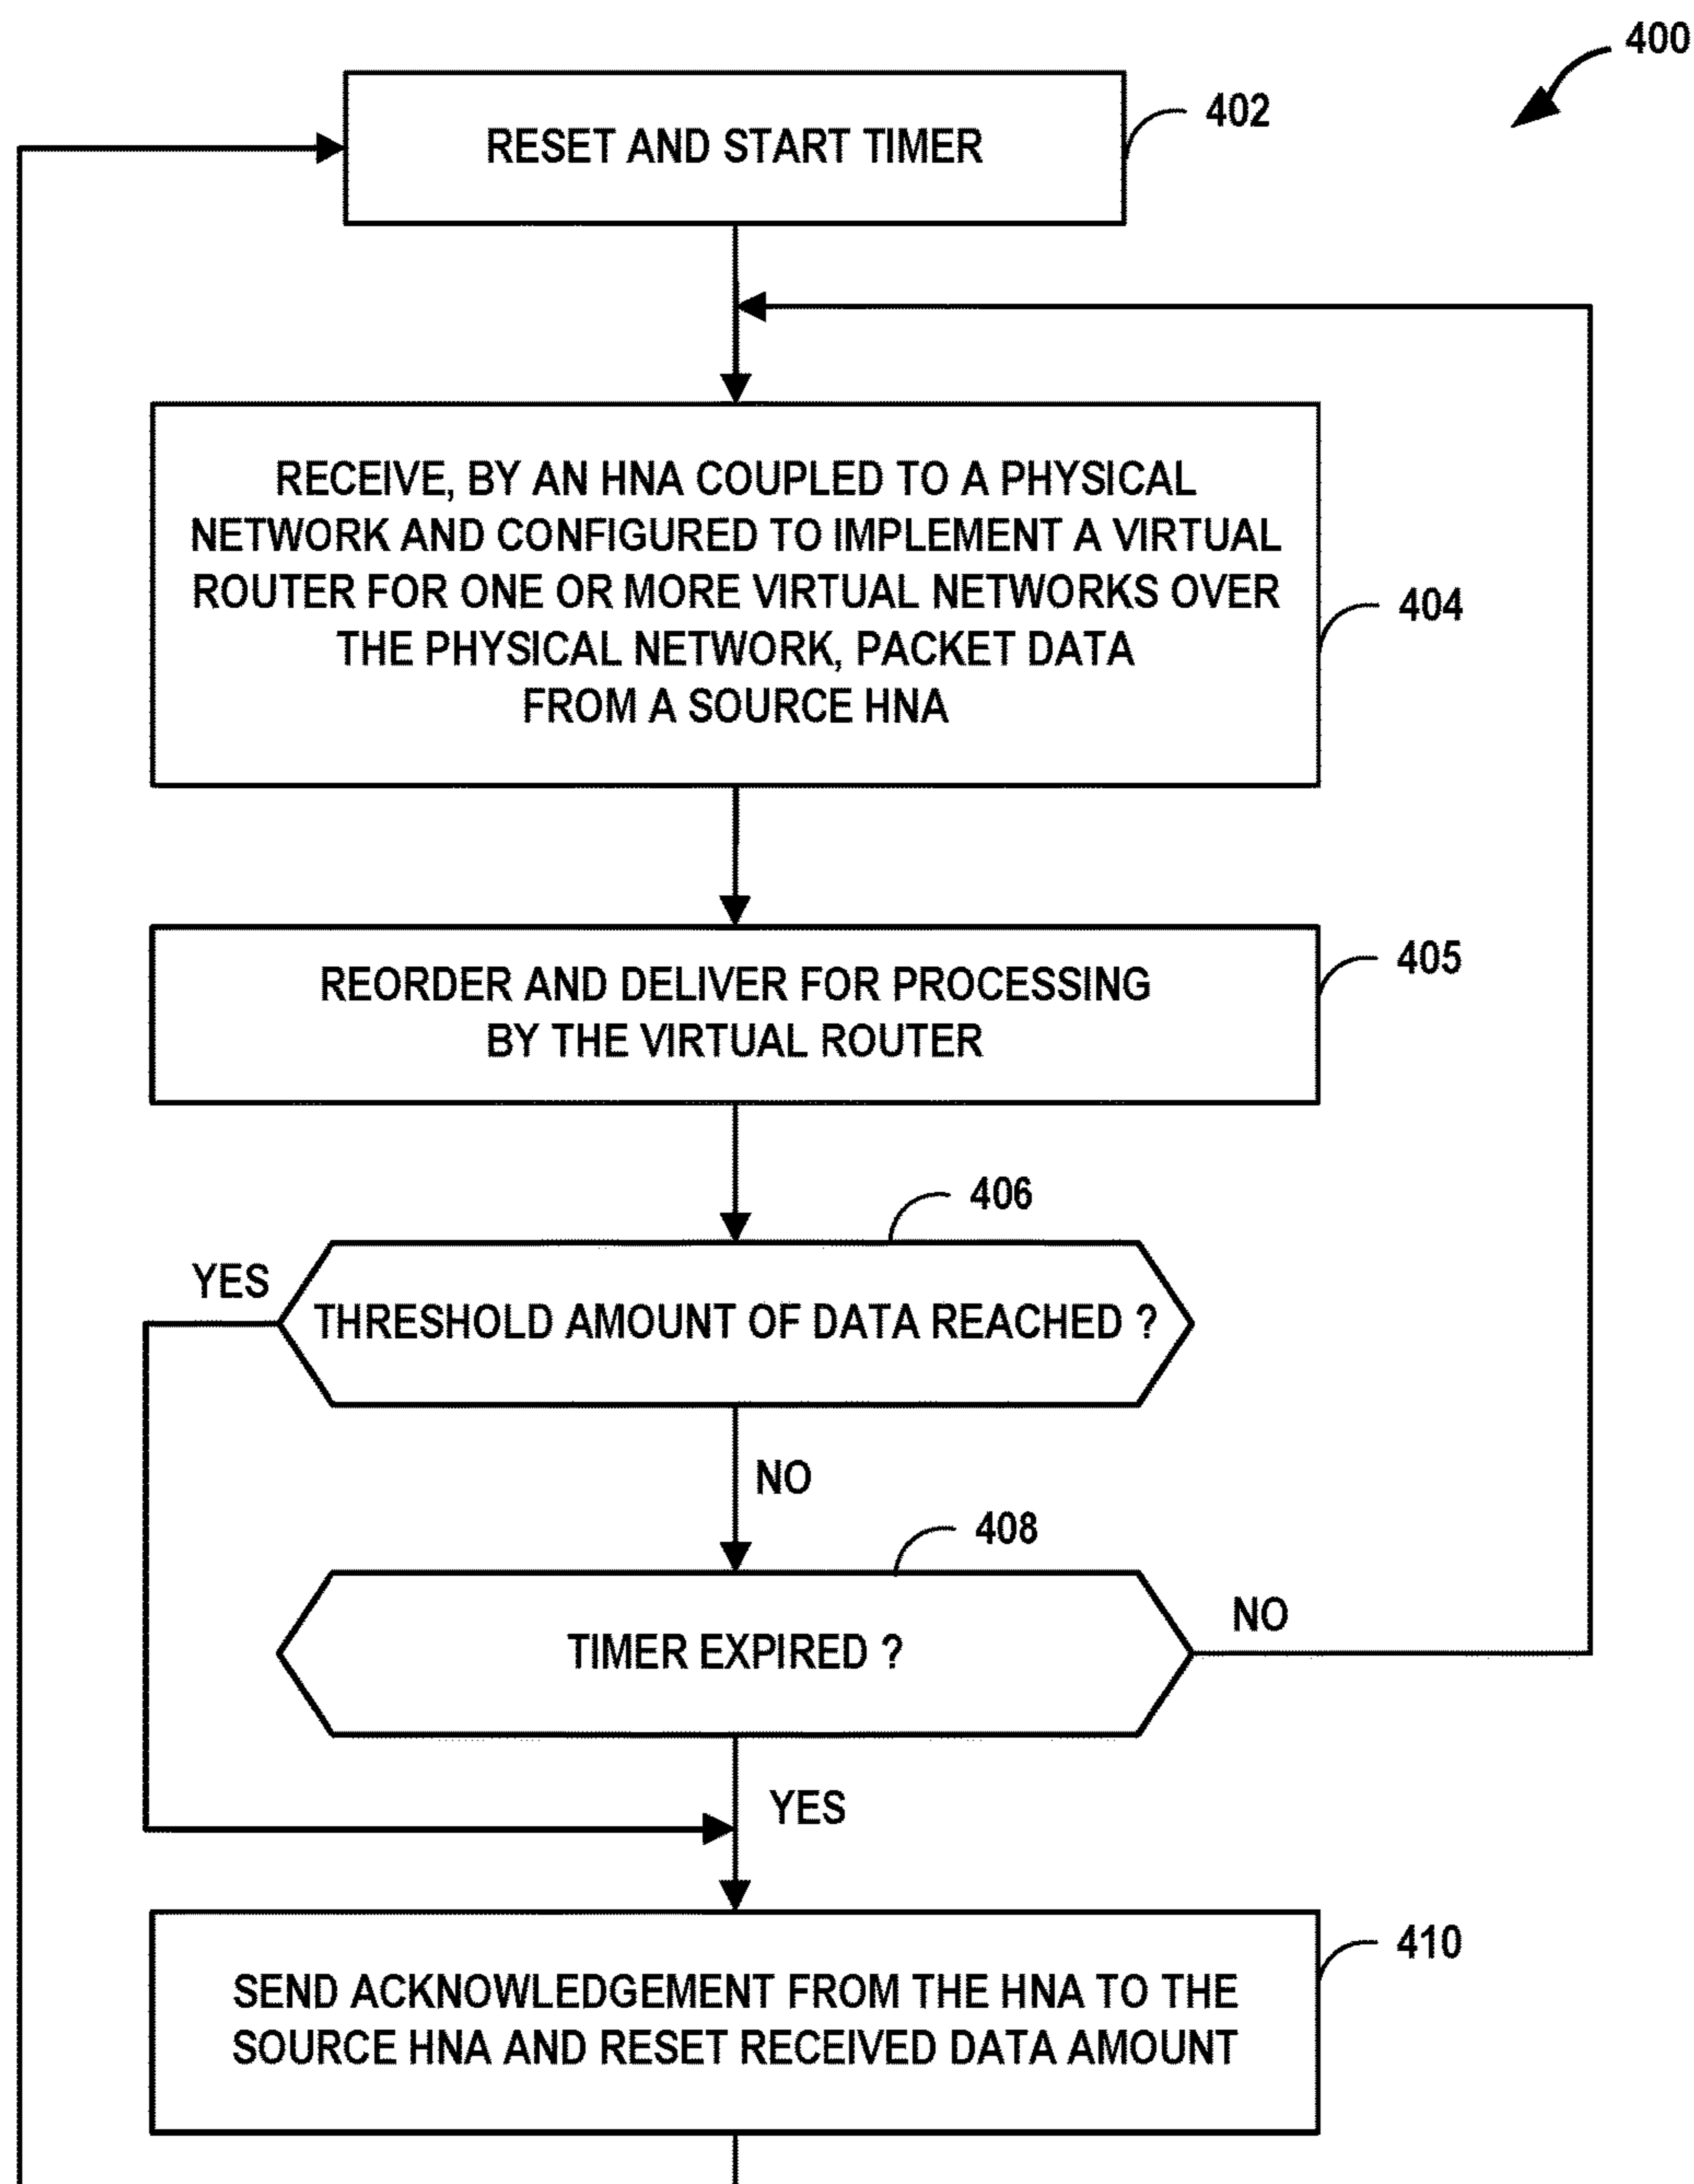 400
RESET AND START TIMER
402
RECEIVE, BY AN HNA COUPLED TO A PHYSICAL
NETWORK AND CONFIGURED TO IMPLEMENT A VIRTUAL
ROUTER FOR ONE OR MORE VIRTUAL NETWORKS OVER
THE PHYSICAL NETWORK, PACKET DATA
FROM A SOURCE HNA
404
REORDER AND DELIVER FOR PROCESSING
BY THE VIRTUAL ROUTER
405
406
YES
THRESHOLD AMOUNT OF DATA REACHED ?
NO
408
TIMER EXPIRED ?
NO
YES
SEND ACKNOWLEDGEMENT FROM THE HNA TO THE
SOURCE HNA AND RESET RECEIVED DATA AMOUNT
410